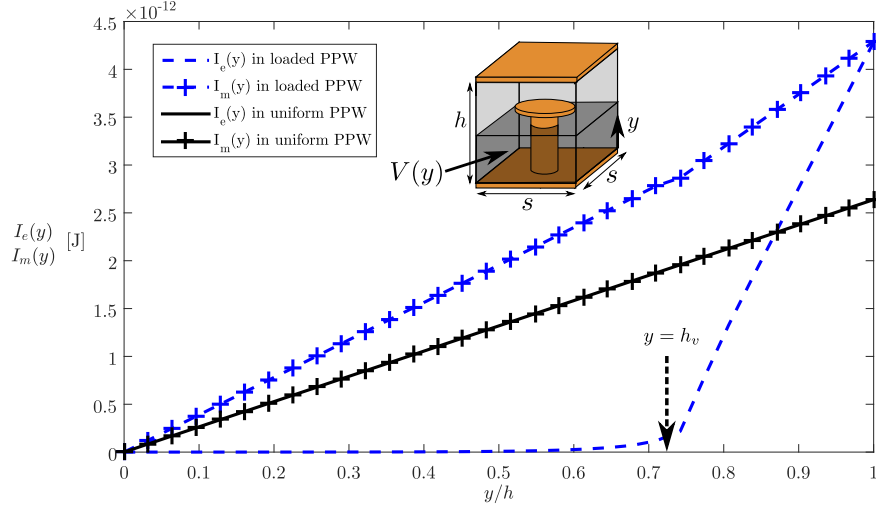 ×10⁻¹²
4.5
4
3.5
3
2.5
2
1.5
1
0.5
0
I_e(y)
I_m(y) [J]
I_e(y) in loaded PPW
I_m(y) in loaded PPW
I_e(y) in uniform PPW
I_m(y) in uniform PPW
h
y
V(y)
s
s
y = h_v
0 0.1 0.2 0.3 0.4 0.5 0.6 0.7 0.8 0.9 1
y/h